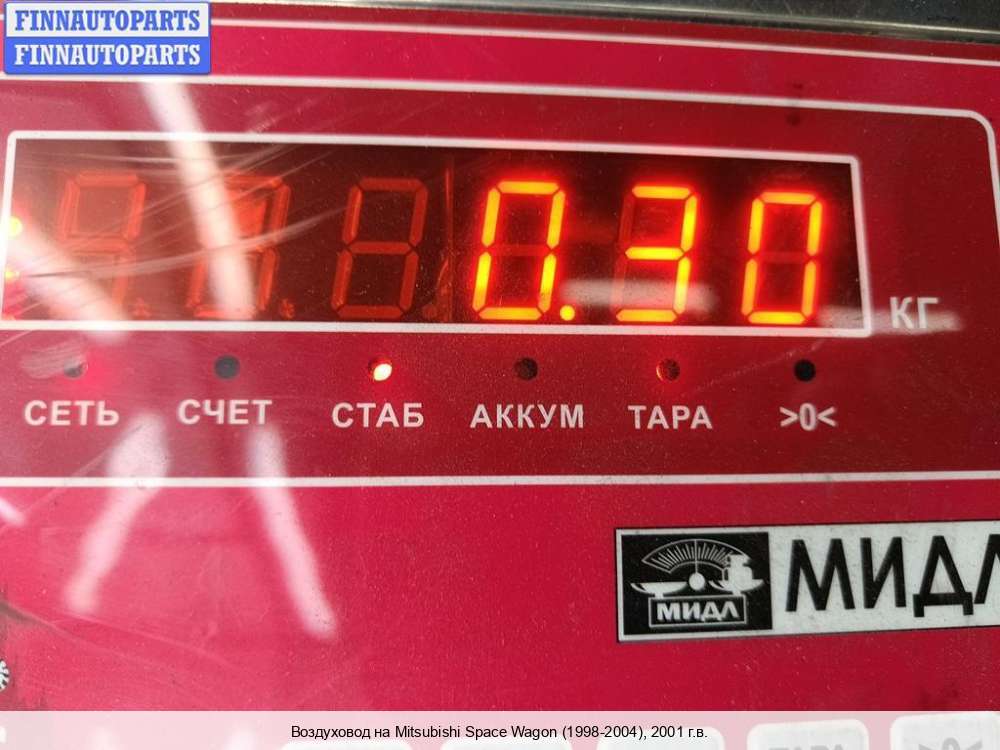 FINNAUTOPARTS
FINNAUTOPARTS
0.30
КГ
СЕТЬ СЧЕТ СТАБ АККУМ ТАРА >0<
МИДЛ МИДЛ
Воздуховод на Mitsubishi Space Wagon (1998-2004), 2001 г.в.